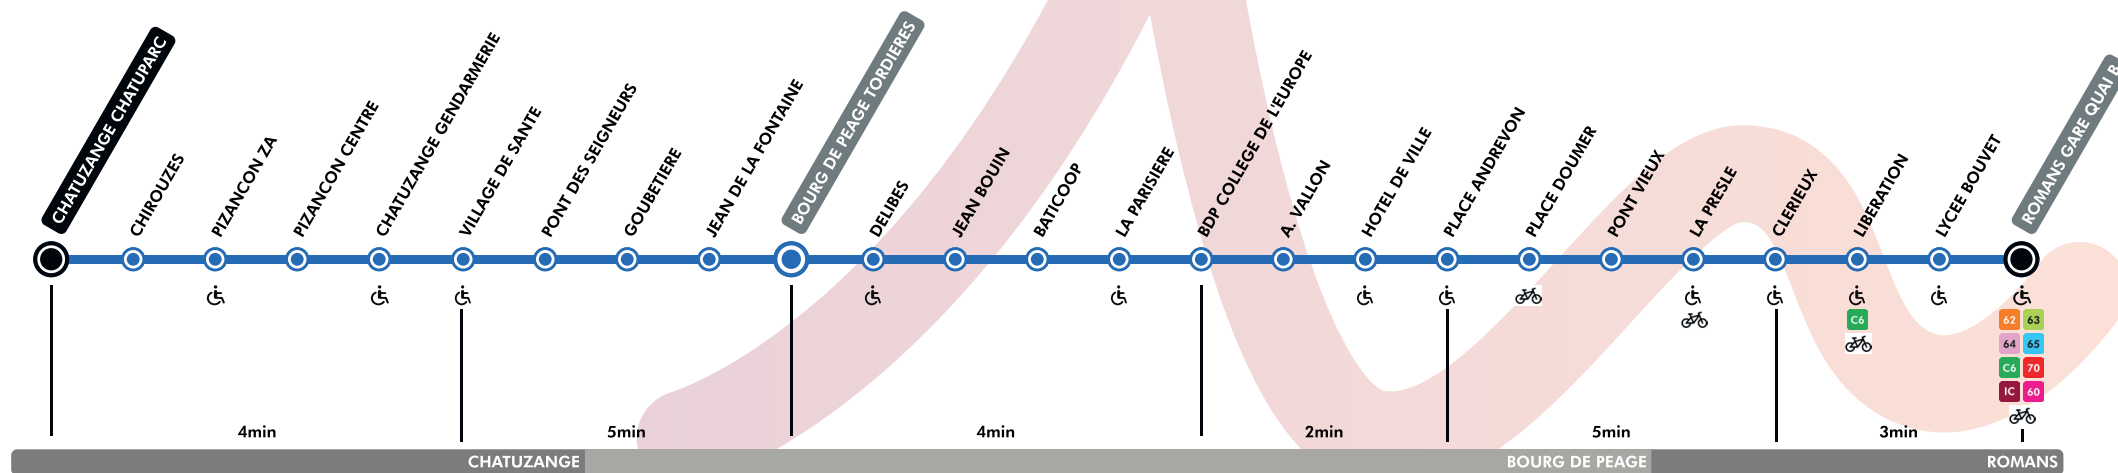 CHATUZANGE CHATUPARC
CHIROUZES
PIZANCON ZA
PIZANCON CENTRE
CHATUZANGE GENDARMERIE
VILLAGE DE SANTE
PONT DES SEIGNEURS
GOUBETIERE
JEAN DE LA FONTAINE
BOURG DE PEAGE TORDIERES
DELIBES
JEAN BOUIN
BATICOOP
LA PARISIERE
BDP COLLEGE DE L'EUROPE
A. VALLON
HOTEL DE VILLE
PLACE ANDREVON
PLACE DOUMER
PONT VIEUX
LA PRESLE
CLERIEUX
LIBERATION
LYCEE BOUVET
ROMANS GARE QUAI B
C6
62 63
64 65
C6 70
IC 60
4min 5min 4min 2min 5min 3min
CHATUZANGE BOURG DE PEAGE ROMANS